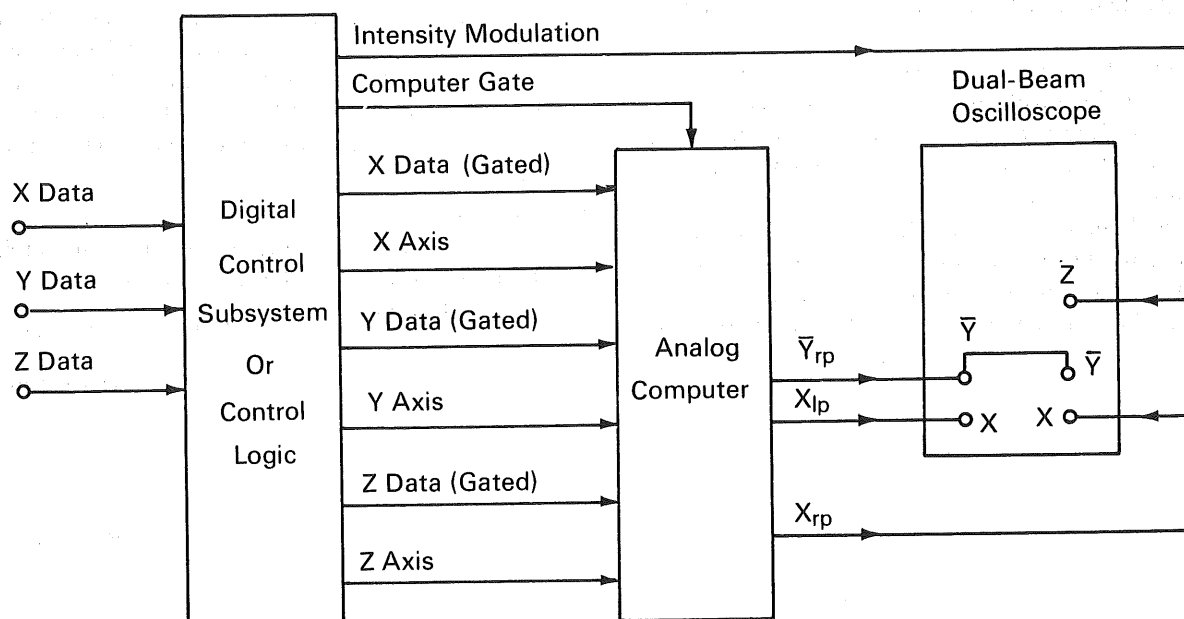 Intensity Modulation
Computer Gate
Dual-Beam
Oscilloscope
X Data
Y Data
Z Data
Digital
Control
Subsystem
Or
Control
Logic
X Data (Gated)
X Axis
Y Data (Gated)
Y Axis
Z Data (Gated)
Z Axis
Analog
Computer
Y̅rp
Xlp
Xrp
Z
Y̅
Y̅
X
X